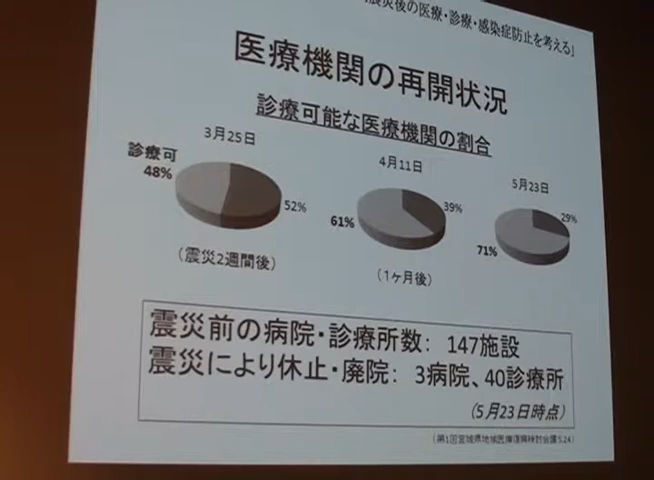 震災後の医療・診療・感染症防止を考える」
医療機関の再開状況
診療可能な医療機関の割合
3月25日
4月11日
5月23日
診療可
48%
52%
61%
39%
71%
29%
（震災2週間後）
（1ヶ月後）
震災前の病院・診療所数： 147施設
震災により休止・廃院： 3病院、40診療所
（5月23日時点）
（第1回宮城県地域医療復興検討会議5.24）